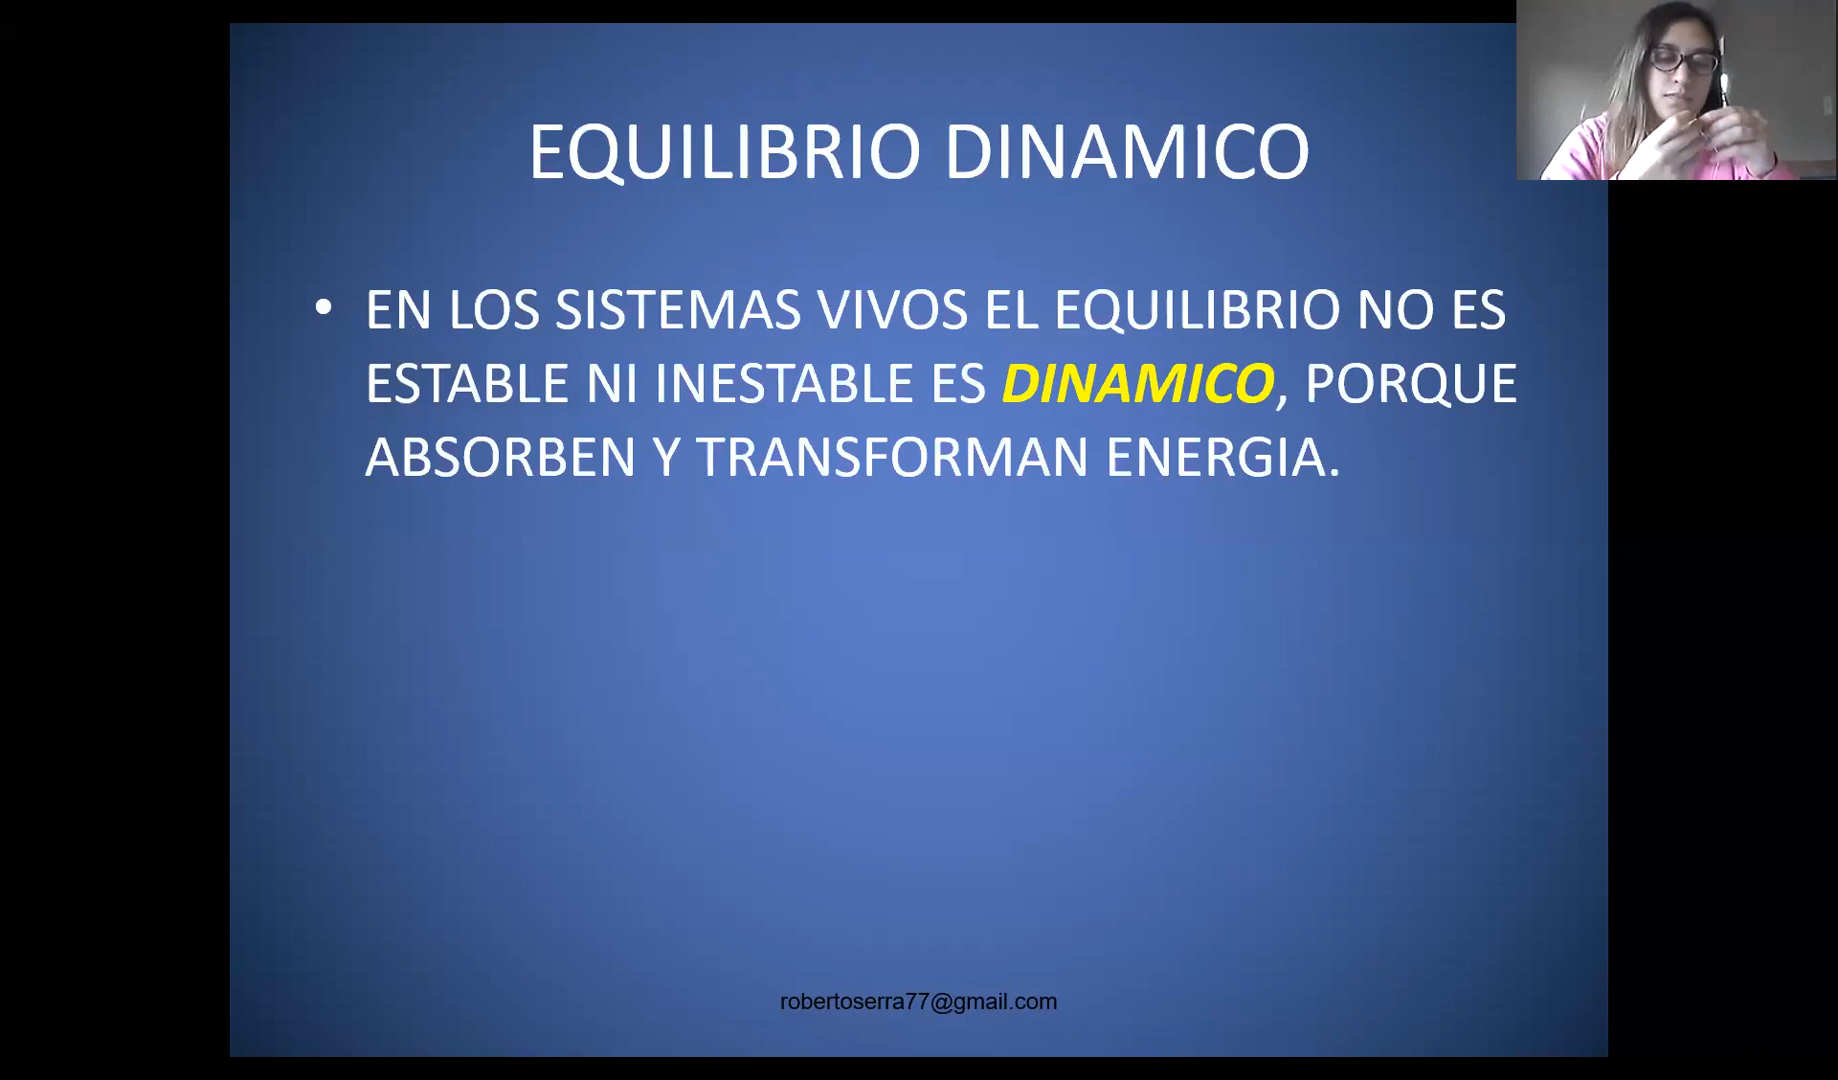 EQUILIBRIO DINAMICO
• EN LOS SISTEMAS VIVOS EL EQUILIBRIO NO ES
ESTABLE NI INESTABLE ES DINAMICO, PORQUE
ABSORBEN Y TRANSFORMAN ENERGIA.
robertoserra77@gmail.com